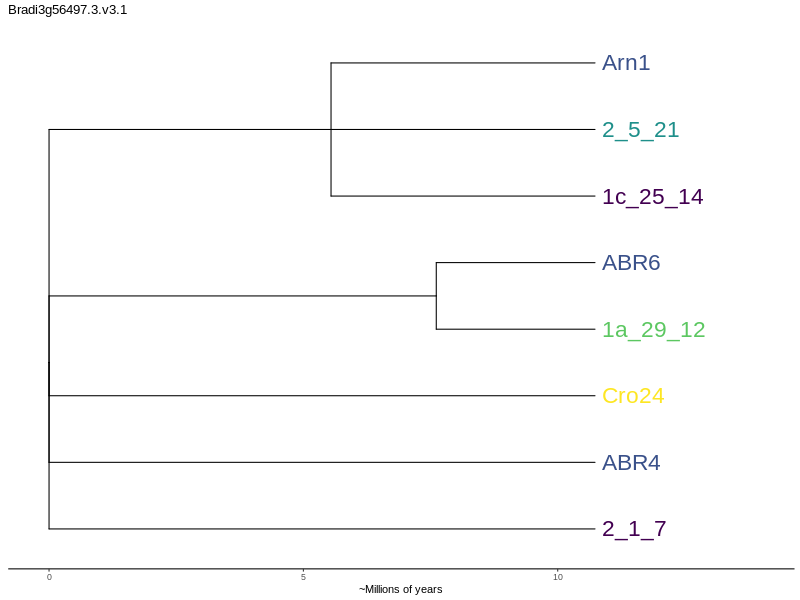 Bradi3g56497.3.v3.1
Arn1
2_5_21
1c_25_14
ABR6
1a_29_12
Cro24
ABR4
2_1_7
0 5 10
~Millions of years